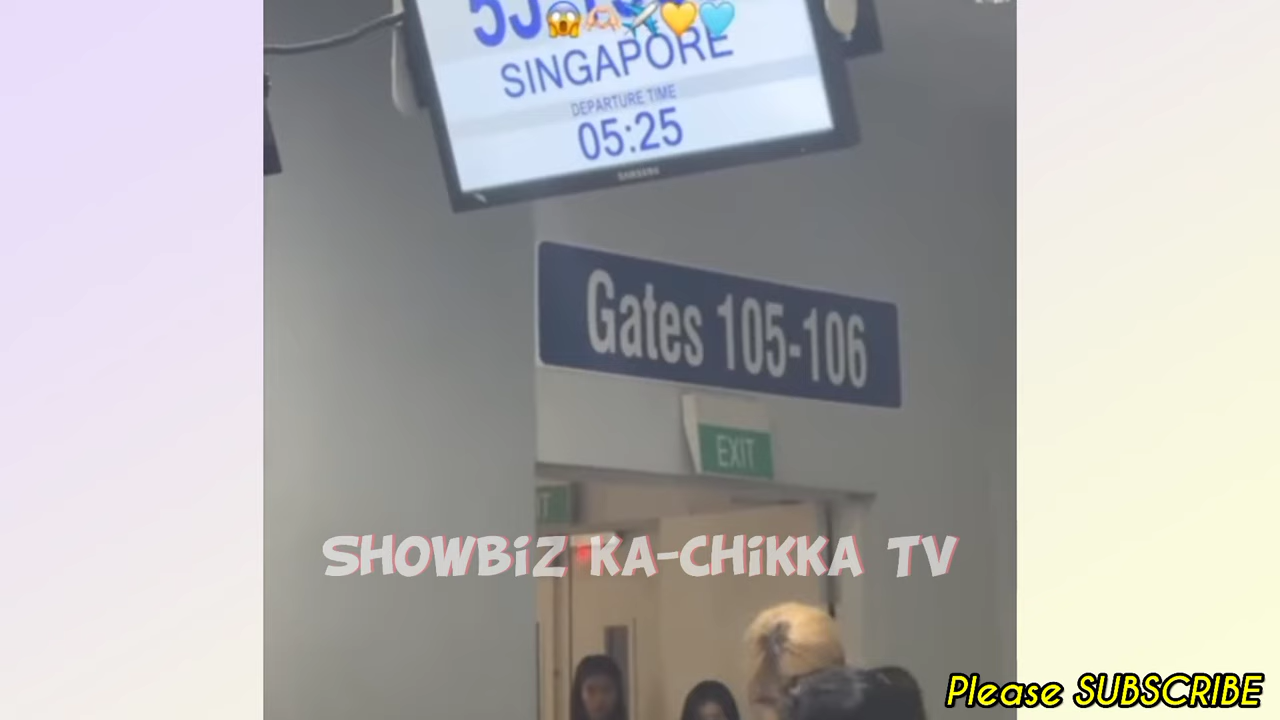 SINGAPORE
DEPARTURE TIME
05:25
SAMSUNG
Gates 105-106
EXIT
SHOWBiZ KA-CHiKKA TV
Please SUBSCRIBE